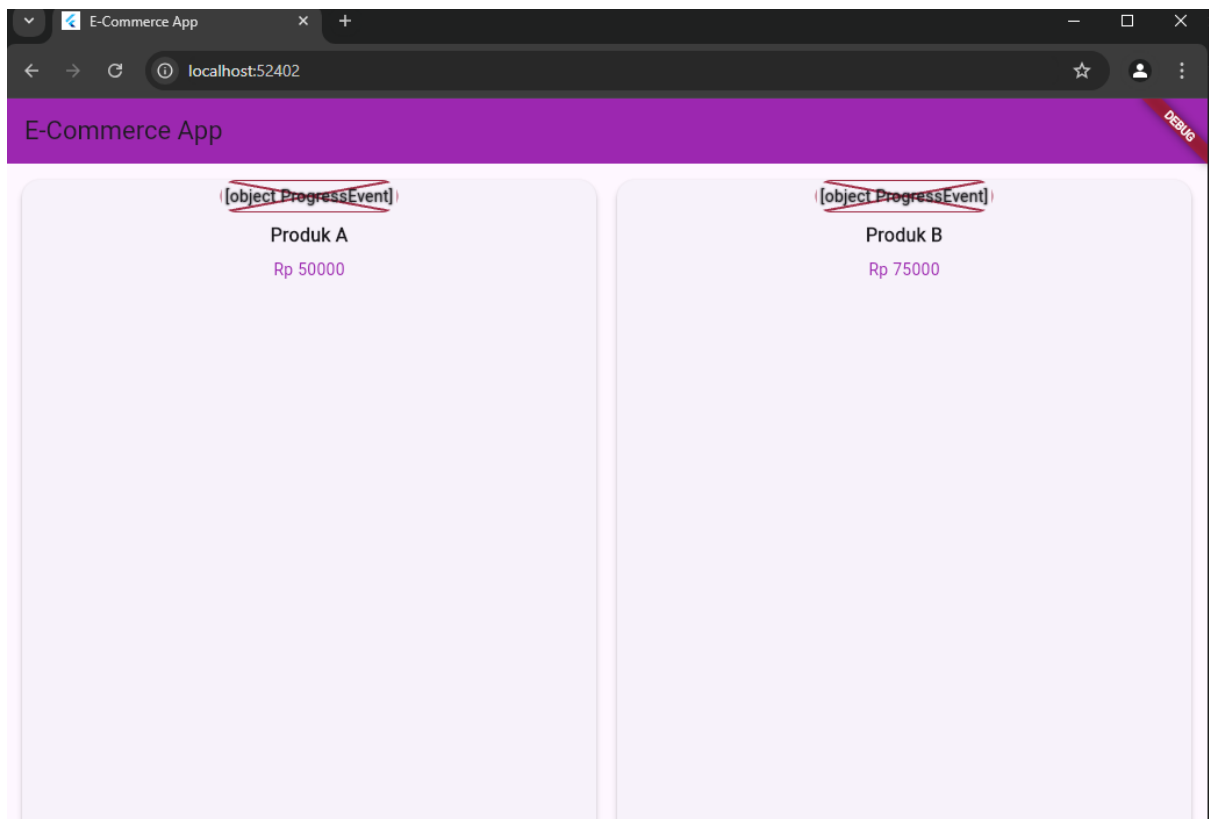 E-Commerce App
localhost:52402
E-Commerce App
DEBUG
[object ProgressEvent]
Produk A
Rp 50000
[object ProgressEvent]
Produk B
Rp 75000